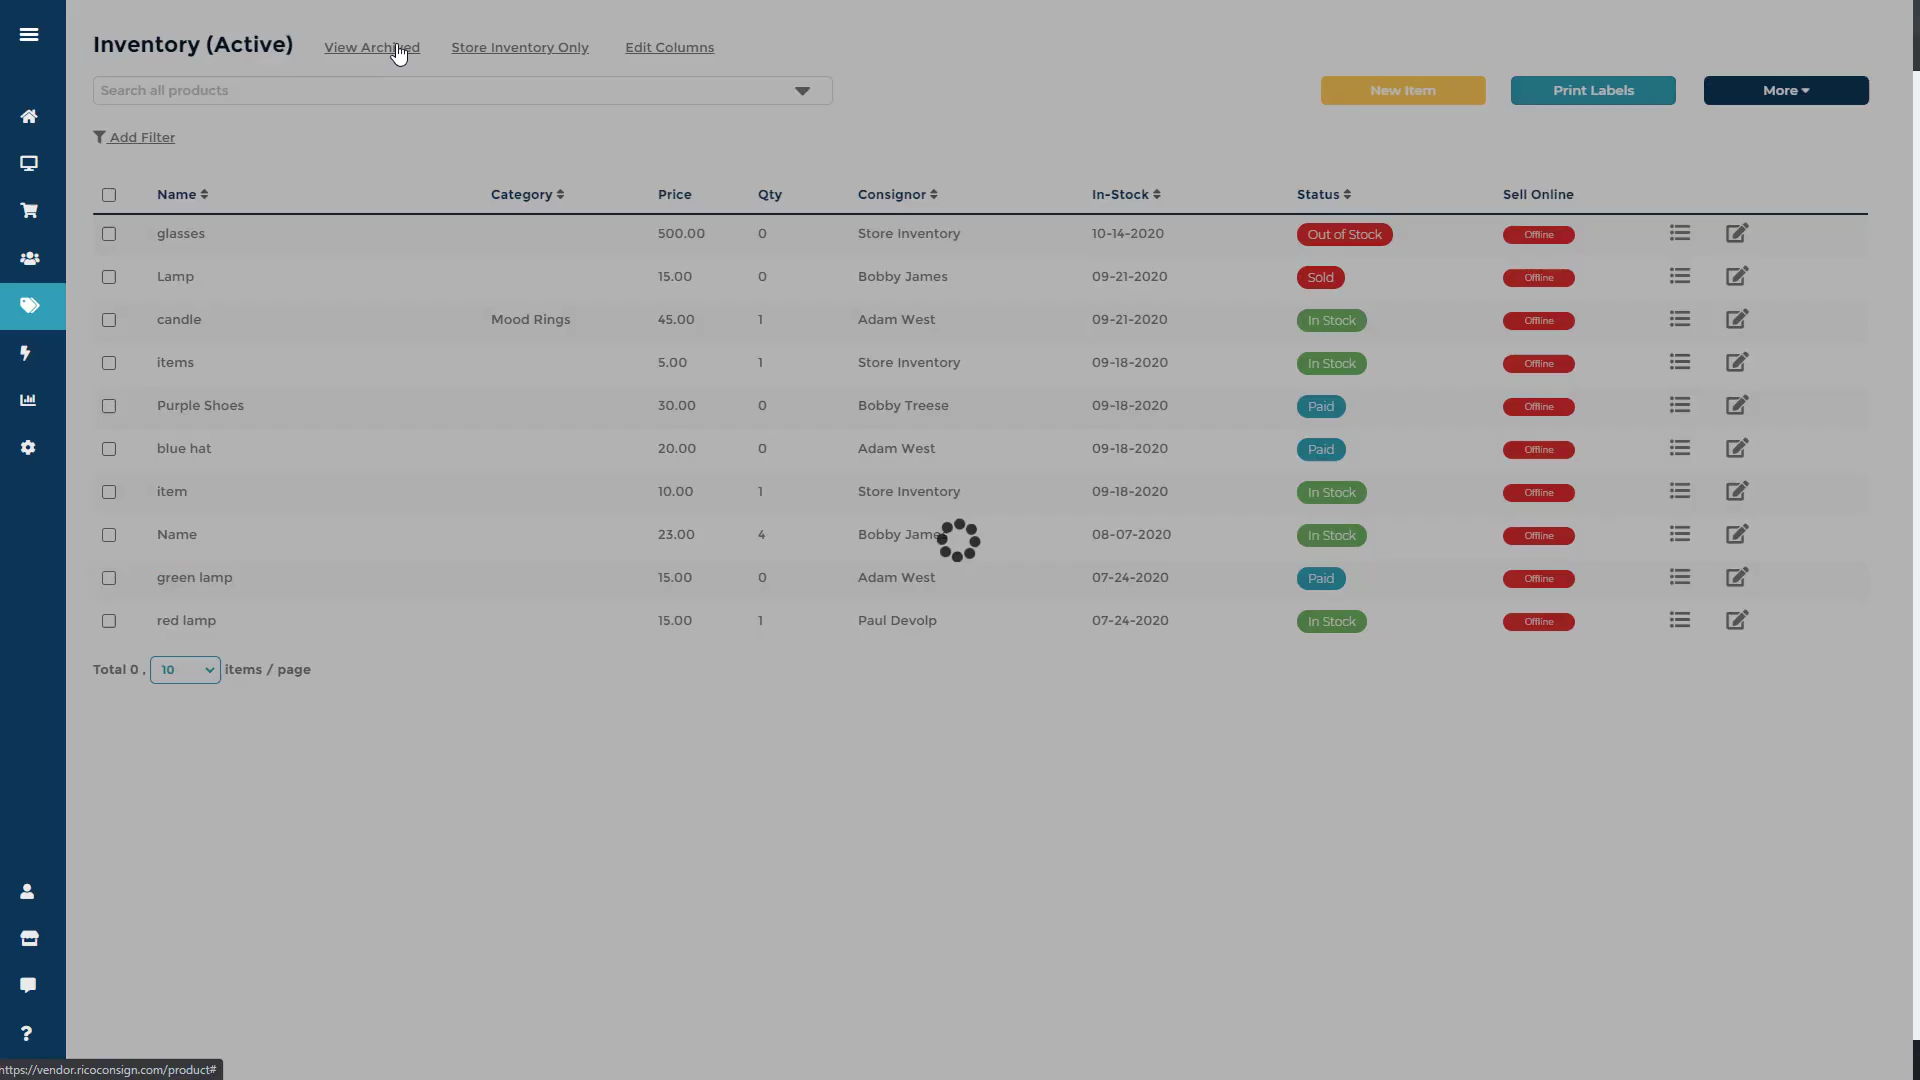 Inventory (Active) View Archived Store Inventory Only Edit Columns
Search all products
New Item Print Labels More
Add Filter
Name Category Price Qty Consignor In-Stock Status Sell Online
glasses 500.00 0 Store Inventory 10-14-2020 Out of Stock Offline
Lamp 15.00 0 Bobby James 09-21-2020 Sold Offline
candle Mood Rings 45.00 1 Adam West 09-21-2020 In Stock Offline
items 5.00 1 Store Inventory 09-18-2020 In Stock Offline
Purple Shoes 30.00 0 Bobby Treese 09-18-2020 Paid Offline
blue hat 20.00 0 Adam West 09-18-2020 Paid Offline
item 10.00 1 Store Inventory 09-18-2020 In Stock Offline
Name 23.00 4 Bobby James 08-07-2020 In Stock Offline
green lamp 15.00 0 Adam West 07-24-2020 Paid Offline
red lamp 15.00 1 Paul Devolp 07-24-2020 In Stock Offline
Total 0 , 10 items / page
https://vendor.ricoconsign.com/product#